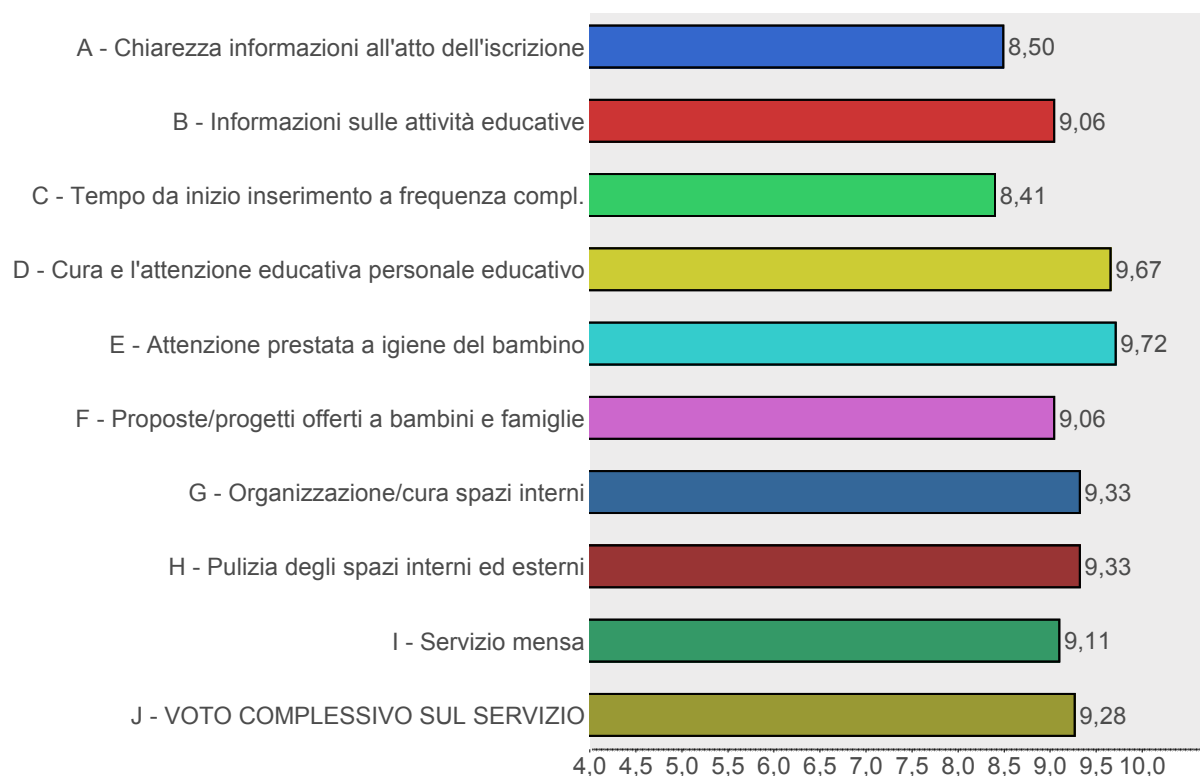 A - Chiarezza informazioni all'atto dell'iscrizione 8,50
B - Informazioni sulle attività educative 9,06
C - Tempo da inizio inserimento a frequenza compl. 8,41
D - Cura e l'attenzione educativa personale educativo 9,67
E - Attenzione prestata a igiene del bambino 9,72
F - Proposte/progetti offerti a bambini e famiglie 9,06
G - Organizzazione/cura spazi interni 9,33
H - Pulizia degli spazi interni ed esterni 9,33
I - Servizio mensa 9,11
J - VOTO COMPLESSIVO SUL SERVIZIO 9,28
4,0 4,5 5,0 5,5 6,0 6,5 7,0 7,5 8,0 8,5 9,0 9,5 10,0